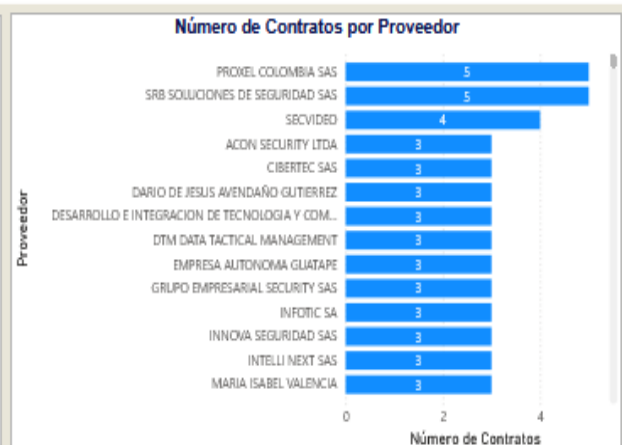 Número de Contratos por Proveedor
PROXEL COLOMBIA SAS 5
SRB SOLUCIONES DE SEGURIDAD SAS 5
SECVIDEO 4
ACON SECURITY LTDA 3
CIBERTEC SAS 3
DARIO DE JESUS AVENDAÑO GUTIERREZ 3
DESARROLLO E INTEGRACION DE TECNOLOGIA Y COM... 3
DTM DATA TACTICAL MANAGEMENT 3
EMPRESA AUTONOMA GUATAPE 3
GRUPO EMPRESARIAL SECURITY SAS 3
INFOTIC SA 3
INNOVA SEGURIDAD SAS 3
INTELLI NEXT SAS 3
MARIA ISABEL VALENCIA 3
Proveedor
0 2 4
Número de Contratos